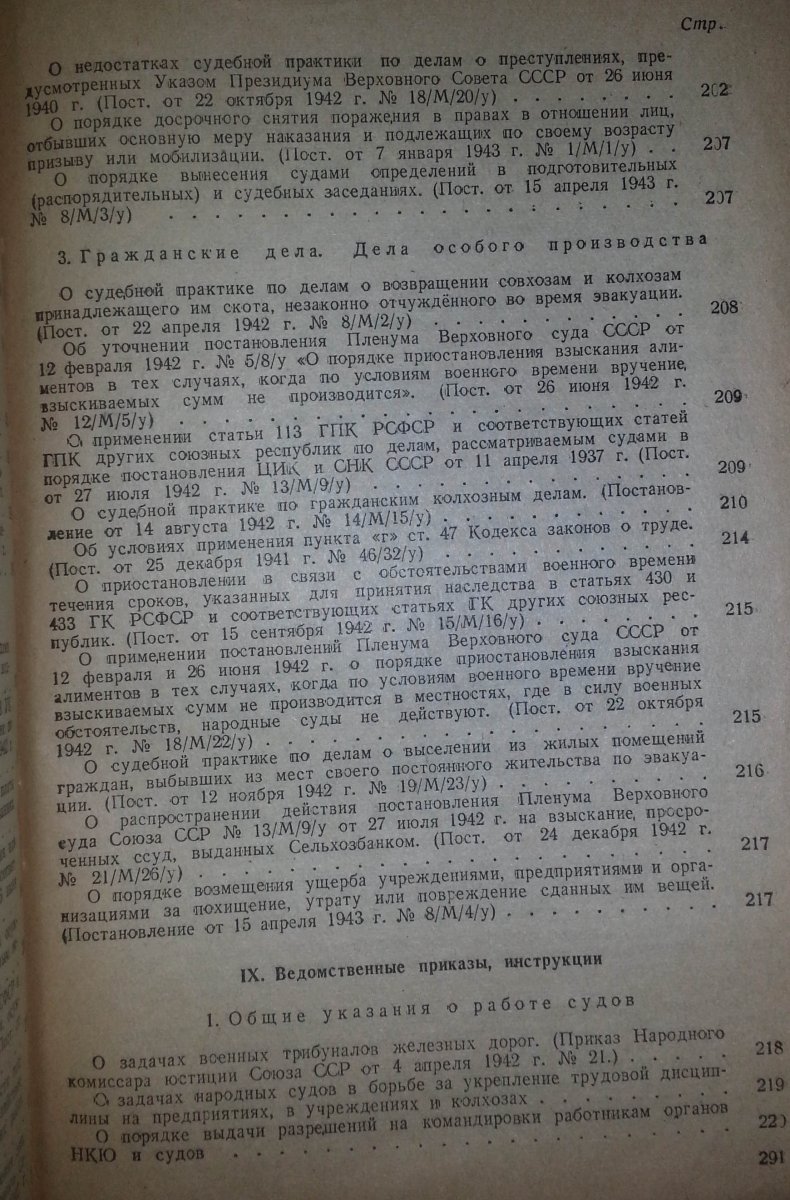 Стр.
О недостатках судебной практики по делам о преступлениях, пре-
дусмотренных Указом Президиума Верховного Совета СССР от 26 июня
1940 г. (Пост. от 22 октября 1942 г. № 18/М/20/у) . . . . . . . . 202
О порядке досрочного снятия поражения в правах в отношении лиц,
отбывших основную меру наказания и подлежащих по своему возрасту
призыву или мобилизации. (Пост. от 7 января 1943 г. № 1/М/1/у) . . 207
О порядке вынесения судами определений в подготовительных
(распорядительных) и судебных заседаниях. (Пост. от 15 апреля 1943 г.
№ 8/М/3/у) . . . . . . . . . . . . . . . . . . 207
3. Гражданские дела. Дела особого производства
О судебной практике по делам о возвращении совхозам и колхозам
принадлежащего им скота, незаконно отчуждённого во время эвакуации.
(Пост. от 22 апреля 1942 г. № 8/М/2/у) . . . . . . . . . . 208
Об уточнении постановления Пленума Верховного суда СССР от
12 февраля 1942 г. № 5/8/у «О порядке приостановления взыскания али-
ментов в тех случаях, когда по условиям военного времени вручение,
взыскиваемых сумм не производится». (Пост. от 26 июня 1942 г.
№ 12/М/5/у) . . . . . . . . . . . . . . . . . . 209
О применении статьи 113 ГПК РСФСР и соответствующих статей
ГПК других союзных республик по делам, рассматриваемым судами в
порядке постановления ЦИК и СНК СССР от 11 апреля 1937 г. (Пост.
от 27 июля 1942 г. № 13/М/9/у) . . . . . . . . . . . . 209
О судебной практике по гражданским колхозным делам. (Постанов-
ление от 14 августа 1942 г. № 14/М/15/у) . . . . . . . . . . 210
Об условиях применения пункта «г» ст. 47 Кодекса законов о труде.
(Пост. от 25 декабря 1941 г. № 46/32/у) . . . . . . . . . . 214
О приостановлении в связи с обстоятельствами военного времени
течения сроков, указанных для принятия наследства в статьях 430 и
433 ГК РСФСР и соответствующих статьях ГК других союзных рес-
публик. (Пост. от 15 сентября 1942 г. № 15/М/16/у) . . . . . . . 215
О применении постановлений Пленума Верховного суда СССР от
12 февраля и 26 июня 1942 г. о порядке приостановления взыскания
алиментов в тех случаях, когда по условиям военного времени вручение
взыскиваемых сумм не производится в местностях, где в силу военных
обстоятельств, народные суды не действуют. (Пост. от 22 октября
1942 г. № 18/М/22/у) . . . . . . . . . . . . . . . 215
О судебной практике по делам о выселении из жилых помещений
граждан, выбывших из мест своего постоянного жительства по эвакуа-
ции. (Пост. от 12 ноября 1942 г. № 19/М/23/у) . . . . . . . . 216
О распространении действия постановления Пленума Верховного
суда Союза ССР № 13/М/9/у от 27 июля 1942 г. на взыскание, просро-
ченных ссуд, выданных Сельхозбанком. (Пост. от 24 декабря 1942 г.
№ 21/М/26/у) . . . . . . . . . . . . . . . . . . 217
О порядке возмещения ущерба учреждениями, предприятиями и орга-
низациями за похищение, утрату или повреждение сданных им вещей.
(Постановление от 15 апреля 1943 г. № 8/М/4/у) . . . . . . . . 217
IX. Ведомственные приказы, инструкции
1. Общие указания о работе судов
О задачах военных трибуналов железных дорог. (Приказ Народного
комиссара юстиции Союза ССР от 4 апреля 1942 г. № 21.) . . . . . 218
О задачах народных судов в борьбе за укрепление трудовой дисцип-
лины на предприятиях, в учреждениях и колхозах . . . . . . . . 219
О порядке выдачи разрешений на командировки работникам органов
НКЮ и судов . . . . . . . . . . . . . . . . . . 220
291